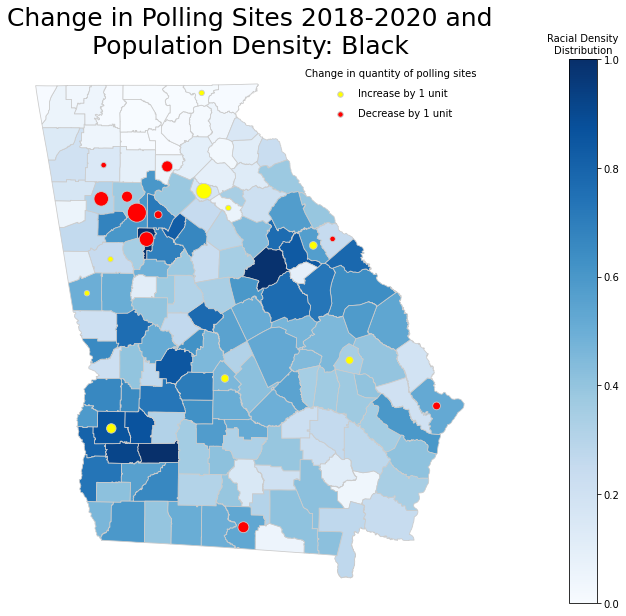 Change in Polling Sites 2018-2020 and
Population Density: Black
Racial Density
Distribution
Change in quantity of polling sites
Increase by 1 unit
Decrease by 1 unit
1.0
0.8
0.6
0.4
0.2
0.0